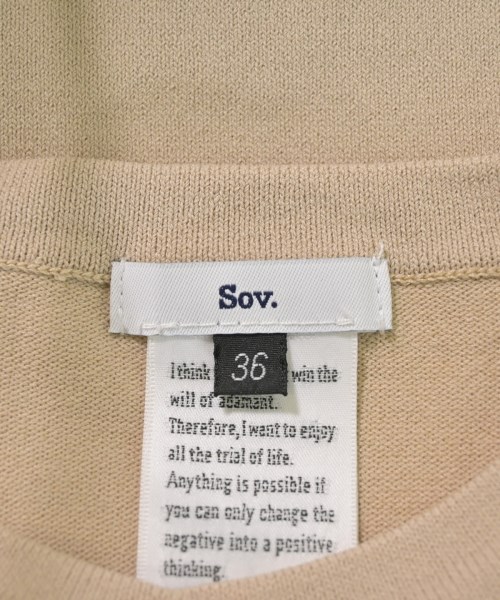 Sov.
36
I think win the
will of adamant.
Therefore, I want to enjoy
all the trial of life.
Anything is possible if
you can only change the
negative into a positive
thinking.